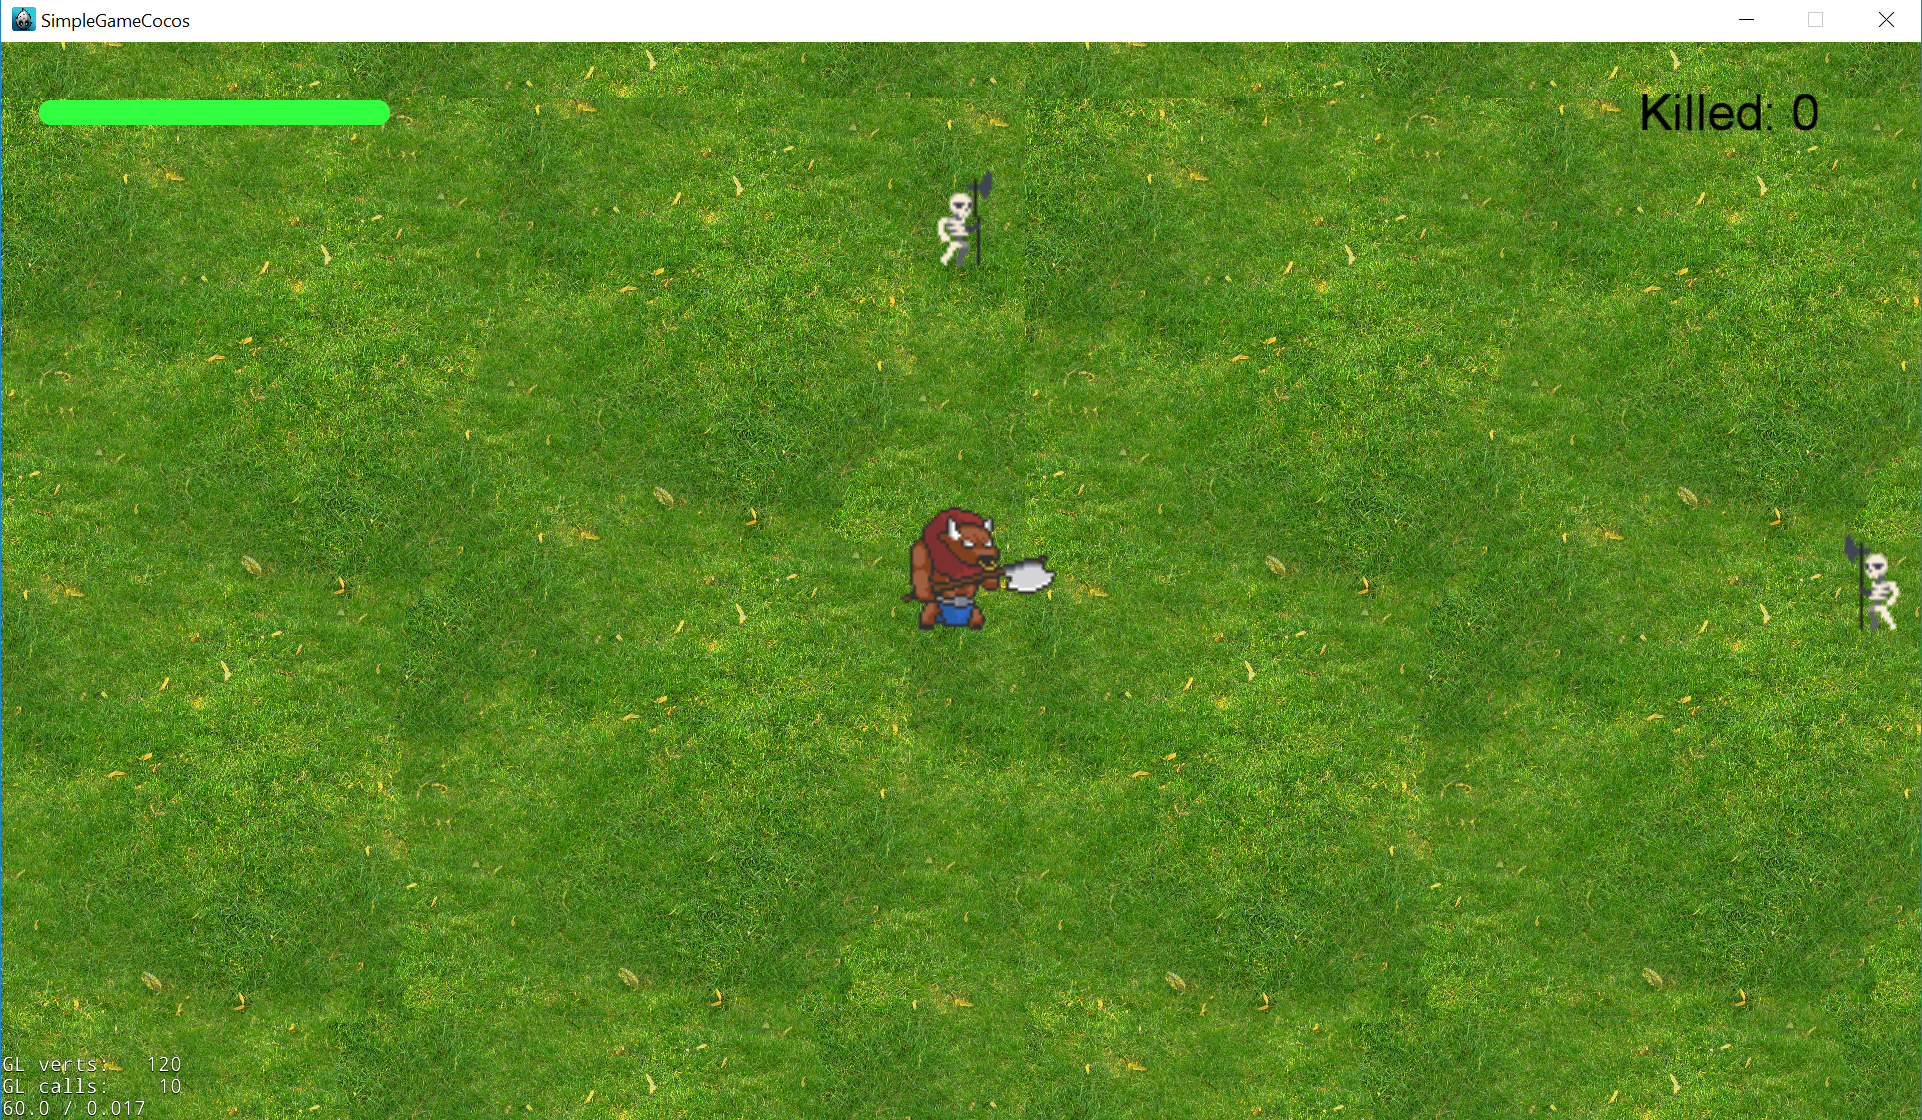 SimpleGameCocos
Killed: 0
GL verts: 120
GL calls: 10
60.0 / 0.017